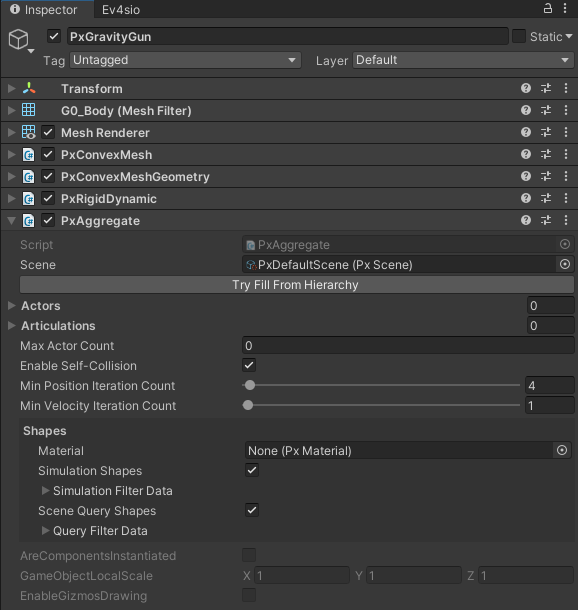 Inspector Ev4sio
PxGravityGun Static
Tag Untagged Layer Default
Transform
G0_Body (Mesh Filter)
Mesh Renderer
PxConvexMesh
PxConvexMeshGeometry
PxRigidDynamic
PxAggregate
Script PxAggregate
Scene PxDefaultScene (Px Scene)
Try Fill From Hierarchy
Actors 0
Articulations 0
Max Actor Count 0
Enable Self-Collision
Min Position Iteration Count 4
Min Velocity Iteration Count 1
Shapes
Material None (Px Material)
Simulation Shapes
Simulation Filter Data
Scene Query Shapes
Query Filter Data
AreComponentsInstantiated
GameObjectLocalScale X 1 Y 1 Z 1
EnableGizmosDrawing